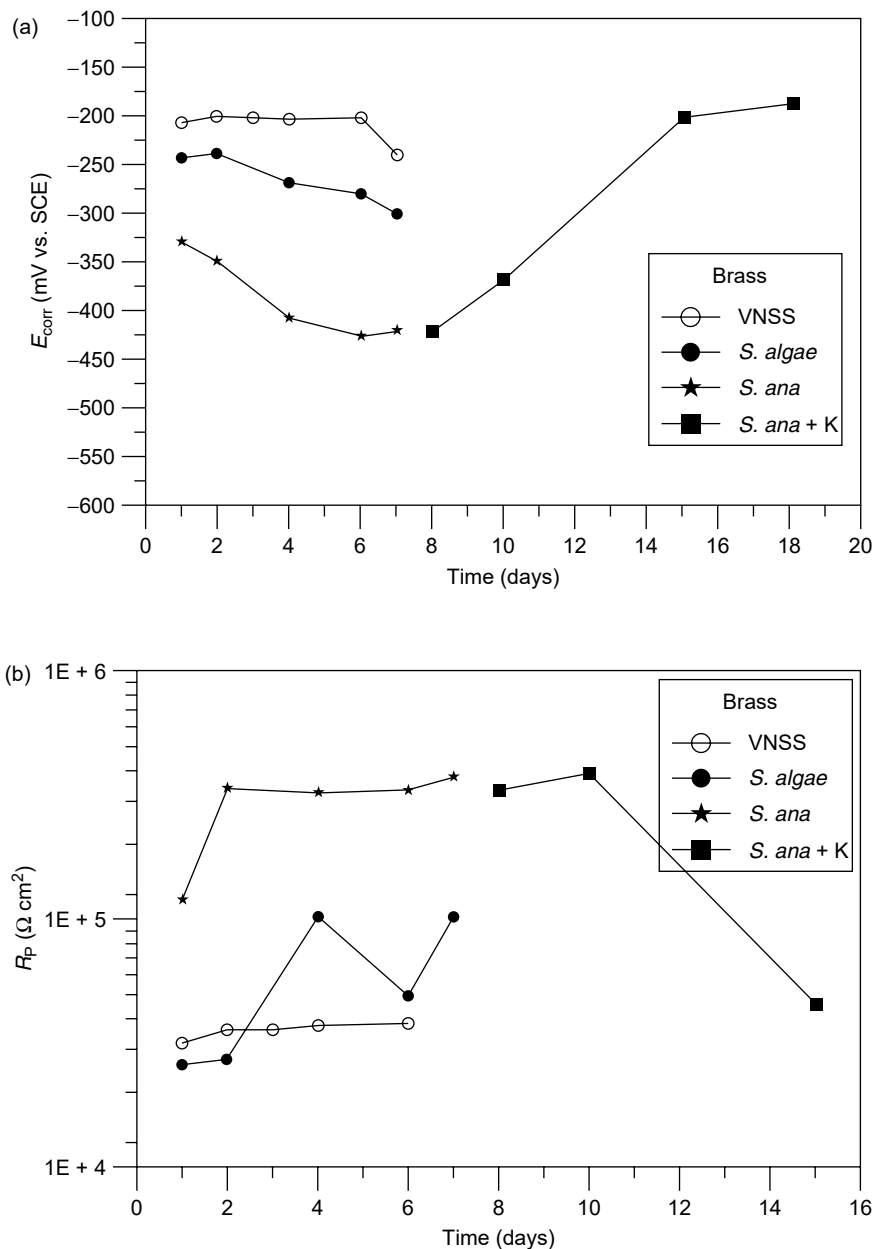 (a)
−100
−150
−200
−250
−300
−350
−400
−450
−500
−550
−600
E_corr (mV vs. SCE)
0 2 4 6 8 10 12 14 16 18 20
Time (days)
Brass
VNSS
S. algae
S. ana
S. ana + K
(b)
1E + 6
1E + 5
1E + 4
R_P (Ω cm²)
0 2 4 6 8 10 12 14 16
Time (days)
Brass
VNSS
S. algae
S. ana
S. ana + K